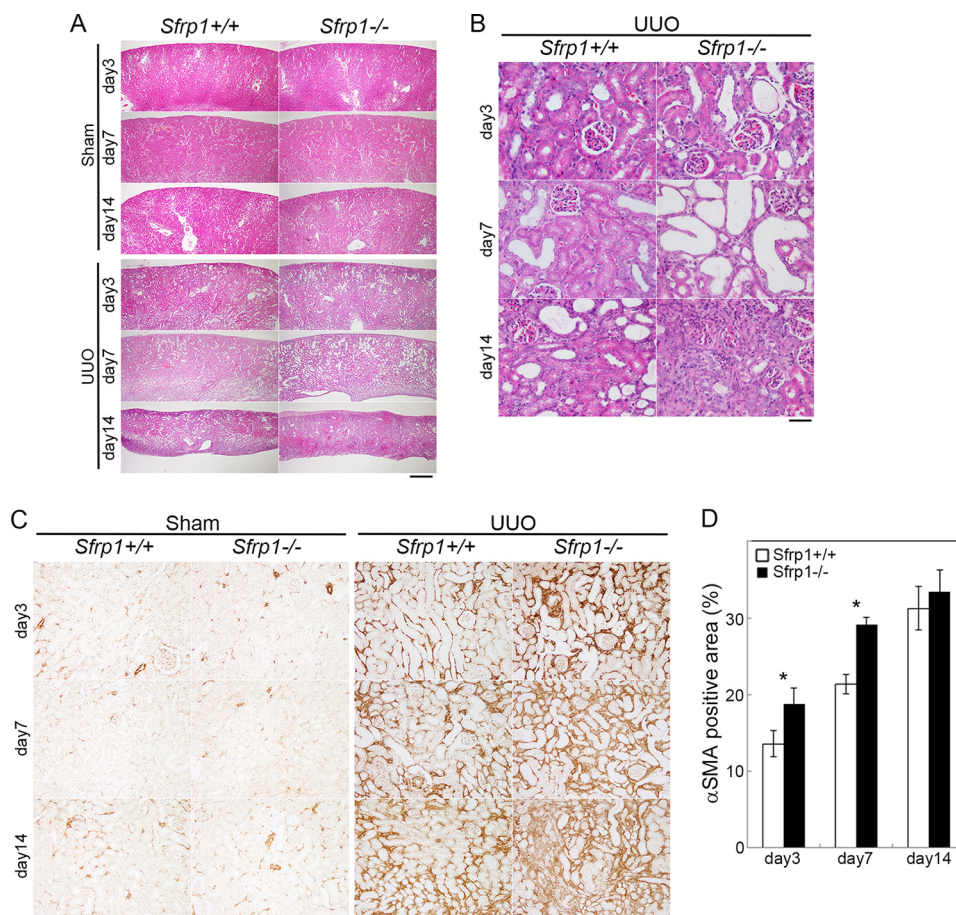 A
Sfrp1+/+ Sfrp1-/-
Sham
day3
day7
day14
UUO
day3
day7
day14
B
UUO
Sfrp1+/+ Sfrp1-/-
day3
day7
day14
C
Sham UUO
Sfrp1+/+ Sfrp1-/- Sfrp1+/+ Sfrp1-/-
day3
day7
day14
D
Sfrp1+/+
Sfrp1-/-
αSMA positive area (%)
30
20
10
0
*
*
day3 day7 day14